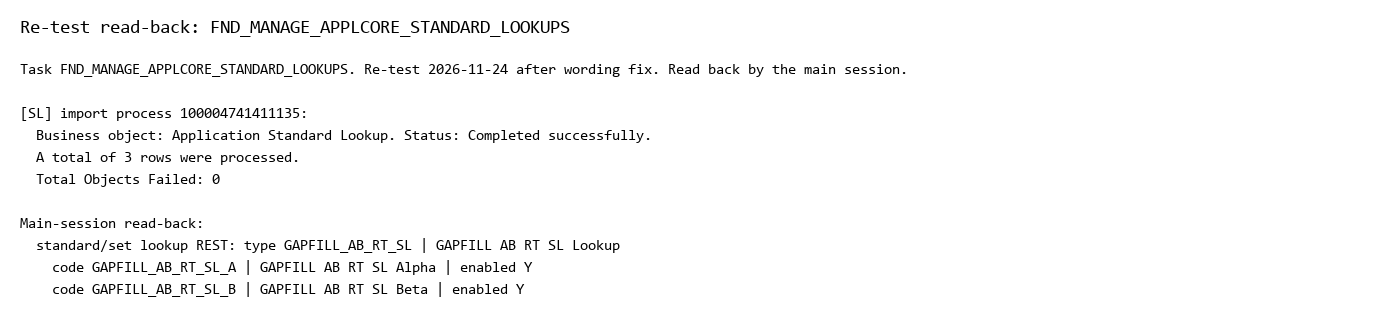 Re-test read-back: FND_MANAGE_APPLCORE_STANDARD_LOOKUPS
Task FND_MANAGE_APPLCORE_STANDARD_LOOKUPS. Re-test 2026-11-24 after wording fix. Read back by the main session.
[SL] import process 100004741411135:
Business object: Application Standard Lookup. Status: Completed successfully.
A total of 3 rows were processed.
Total Objects Failed: 0
Main-session read-back:
standard/set lookup REST: type GAPFILL_AB_RT_SL | GAPFILL AB RT SL Lookup
code GAPFILL_AB_RT_SL_A | GAPFILL AB RT SL Alpha | enabled Y
code GAPFILL_AB_RT_SL_B | GAPFILL AB RT SL Beta | enabled Y